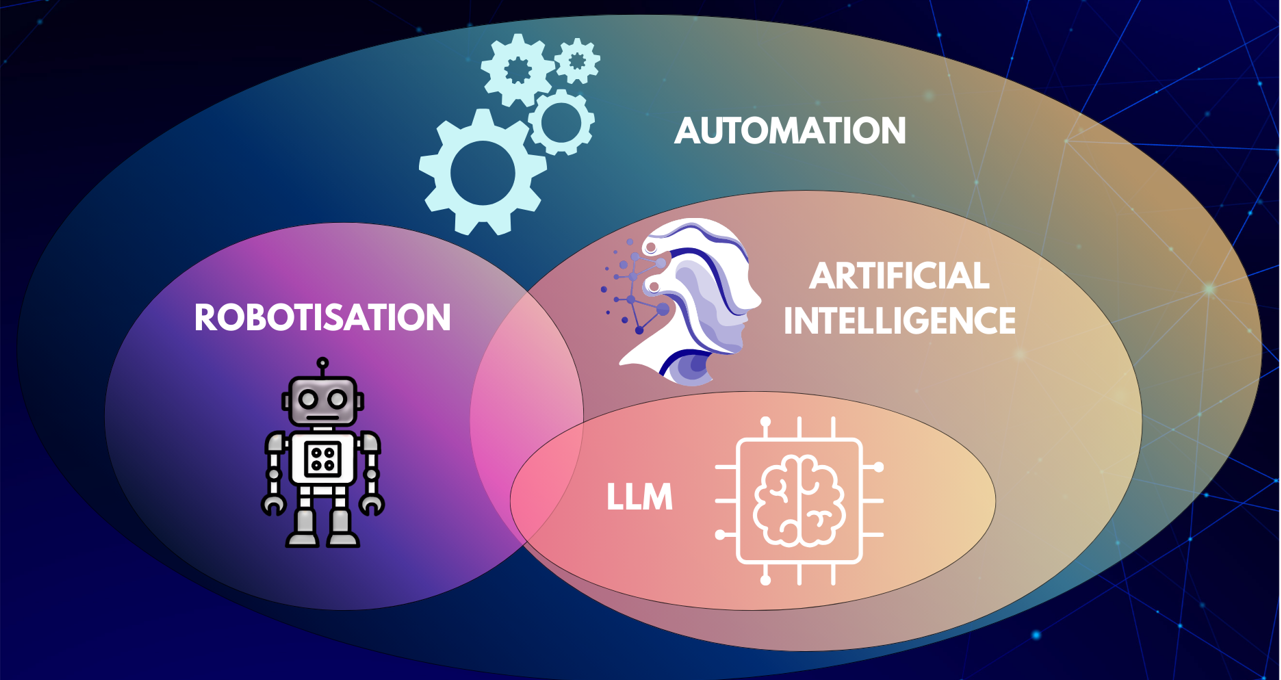 AUTOMATION
ROBOTISATION
ARTIFICIAL
INTELLIGENCE
LLM